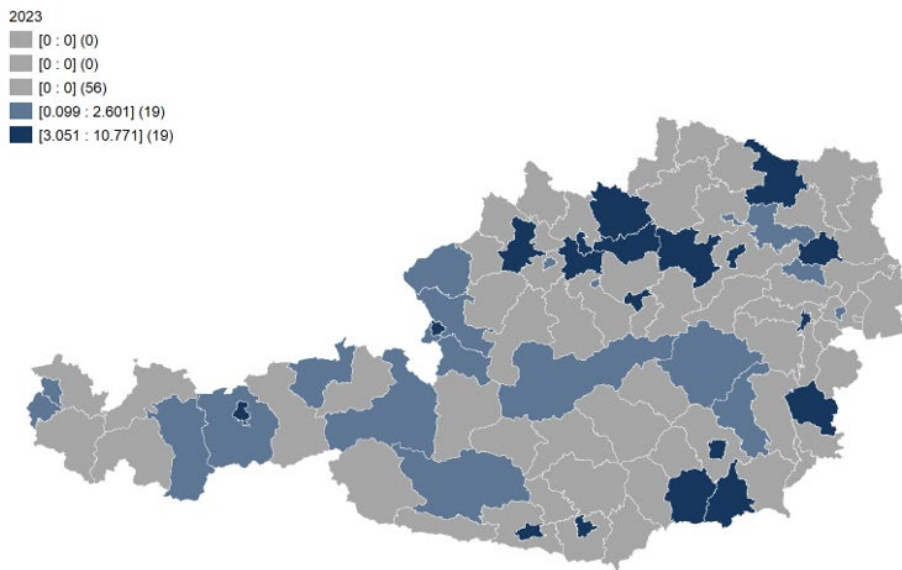 2023
[0 : 0] (0)
[0 : 0] (0)
[0 : 0] (56)
[0.099 : 2.601] (19)
[3.051 : 10.771] (19)